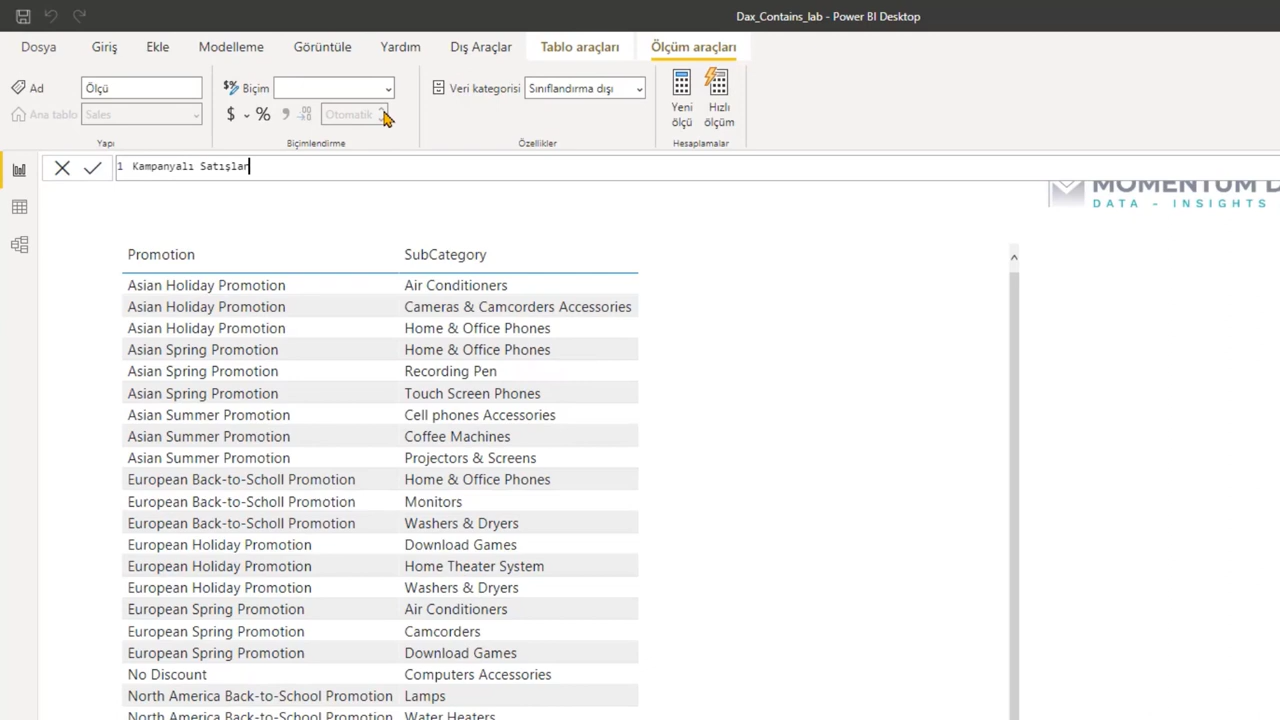 Dax_Contains_lab - Power BI Desktop
Dosya Giriş Ekle Modelleme Görüntüle Yardım Dış Araçlar Tablo araçları Ölçüm araçları
Ad Ölçü Biçim Veri kategorisi Sınıflandırma dışı
Ana tablo Sales $ % Otomatik
Yeni ölçü
Hızlı ölçüm
Yapı Biçimlendirme Özellikler Hesaplamalar
1 Kampanyalı Satışlar
MOMENTUM D
DATA - INSIGHTS
Promotion SubCategory
Asian Holiday Promotion Air Conditioners
Asian Holiday Promotion Cameras & Camcorders Accessories
Asian Holiday Promotion Home & Office Phones
Asian Spring Promotion Home & Office Phones
Asian Spring Promotion Recording Pen
Asian Spring Promotion Touch Screen Phones
Asian Summer Promotion Cell phones Accessories
Asian Summer Promotion Coffee Machines
Asian Summer Promotion Projectors & Screens
European Back-to-Scholl Promotion Home & Office Phones
European Back-to-Scholl Promotion Monitors
European Back-to-Scholl Promotion Washers & Dryers
European Holiday Promotion Download Games
European Holiday Promotion Home Theater System
European Holiday Promotion Washers & Dryers
European Spring Promotion Air Conditioners
European Spring Promotion Camcorders
European Spring Promotion Download Games
No Discount Computers Accessories
North America Back-to-School Promotion Lamps
North America Back-to-School Promotion Water Heaters